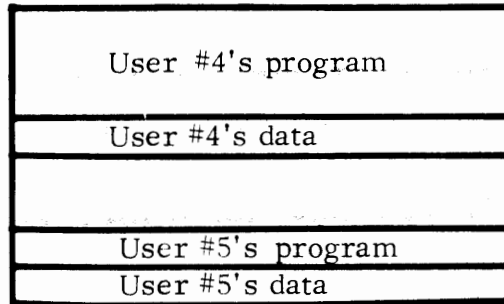 User #4's program
User #4's data
User #5's program
User #5's data